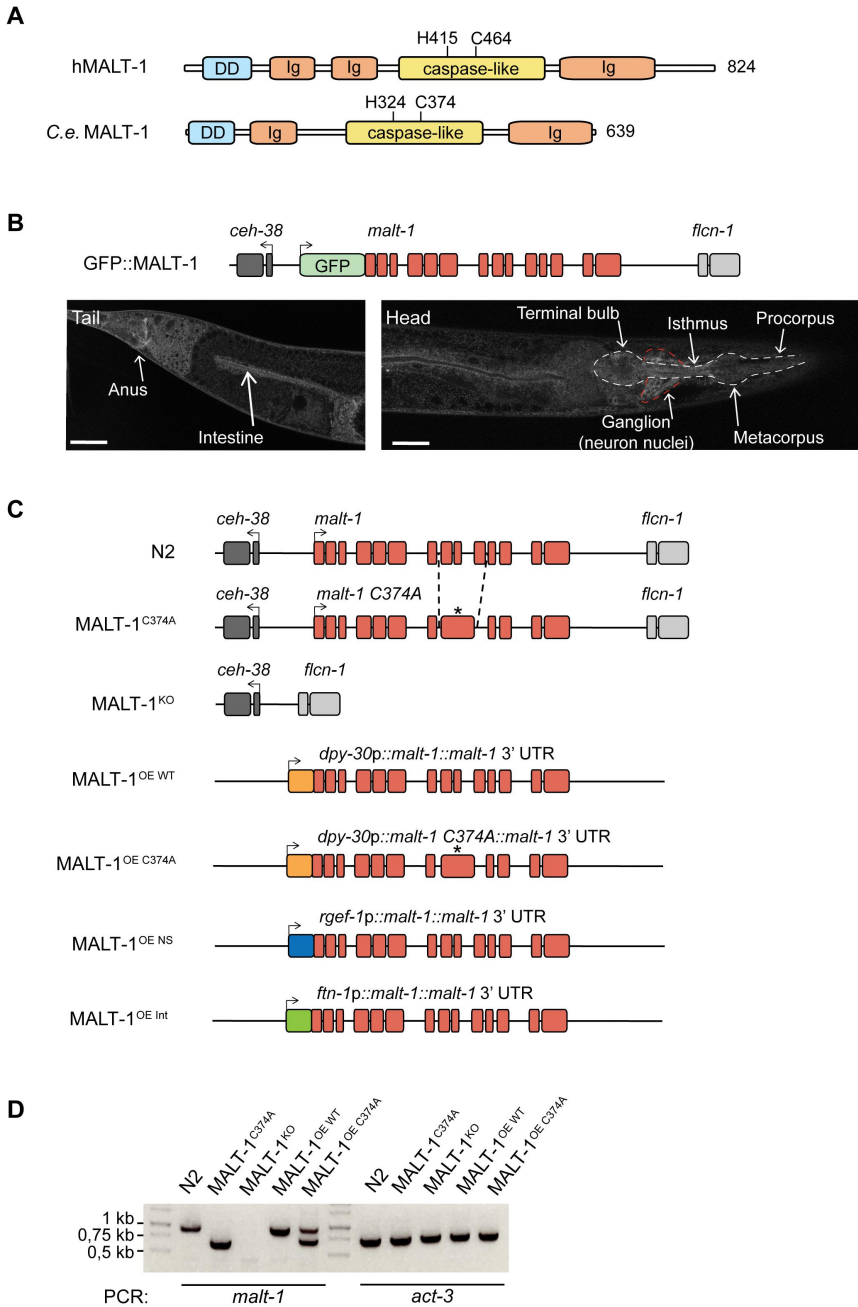 A
H415 C464
hMALT-1 DD Ig Ig caspase-like Ig 824
H324 C374
C.e. MALT-1 DD Ig caspase-like Ig 639
B
ceh-38 malt-1 flcn-1
GFP::MALT-1 GFP
Tail
Anus
Intestine
Head
Terminal bulb
Isthmus
Procorpus
Ganglion
(neuron nuclei)
Metacorpus
C
ceh-38 malt-1 flcn-1
N2
ceh-38 malt-1 C374A flcn-1
MALT-1C374A *
ceh-38 flcn-1
MALT-1KO
dpy-30p::malt-1::malt-1 3’ UTR
MALT-1OE WT
dpy-30p::malt-1 C374A::malt-1 3’ UTR
MALT-1OE C374A *
rgef-1p::malt-1::malt-1 3’ UTR
MALT-1OE NS
ftn-1p::malt-1::malt-1 3’ UTR
MALT-1OE Int
D
N2 MALT-1C374A MALT-1KO MALT-1OE WT MALT-1OE C374A N2 MALT-1C374A MALT-1KO MALT-1OE WT MALT-1OE C374A
1 kb
0,75 kb
0,5 kb
PCR: malt-1 act-3